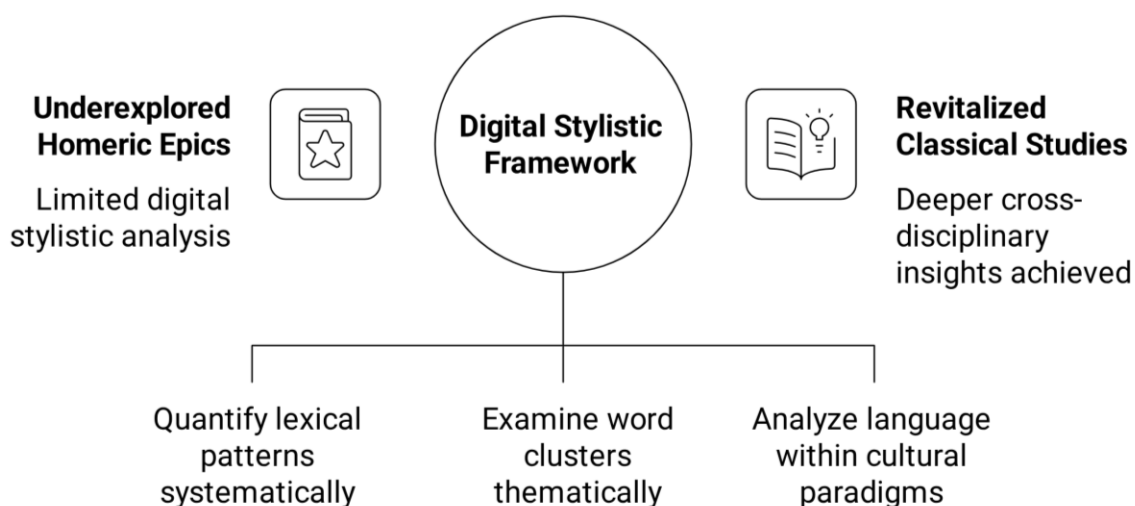 Underexplored
Homeric Epics
Limited digital
stylistic analysis
Digital Stylistic
Framework
Revitalized
Classical Studies
Deeper cross-
disciplinary
insights achieved
Quantify lexical
patterns
systematically
Examine word
clusters
thematically
Analyze language
within cultural
paradigms